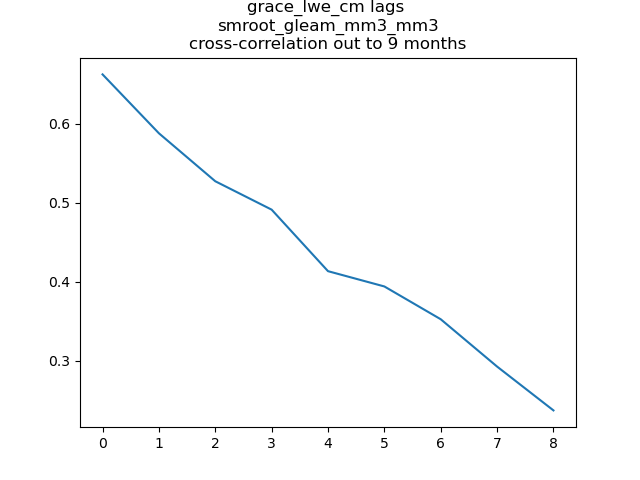 grace_lwe_cm lags
smroot_gleam_mm3_mm3
cross-correlation out to 9 months
0.6
0.5
0.4
0.3
0 1 2 3 4 5 6 7 8